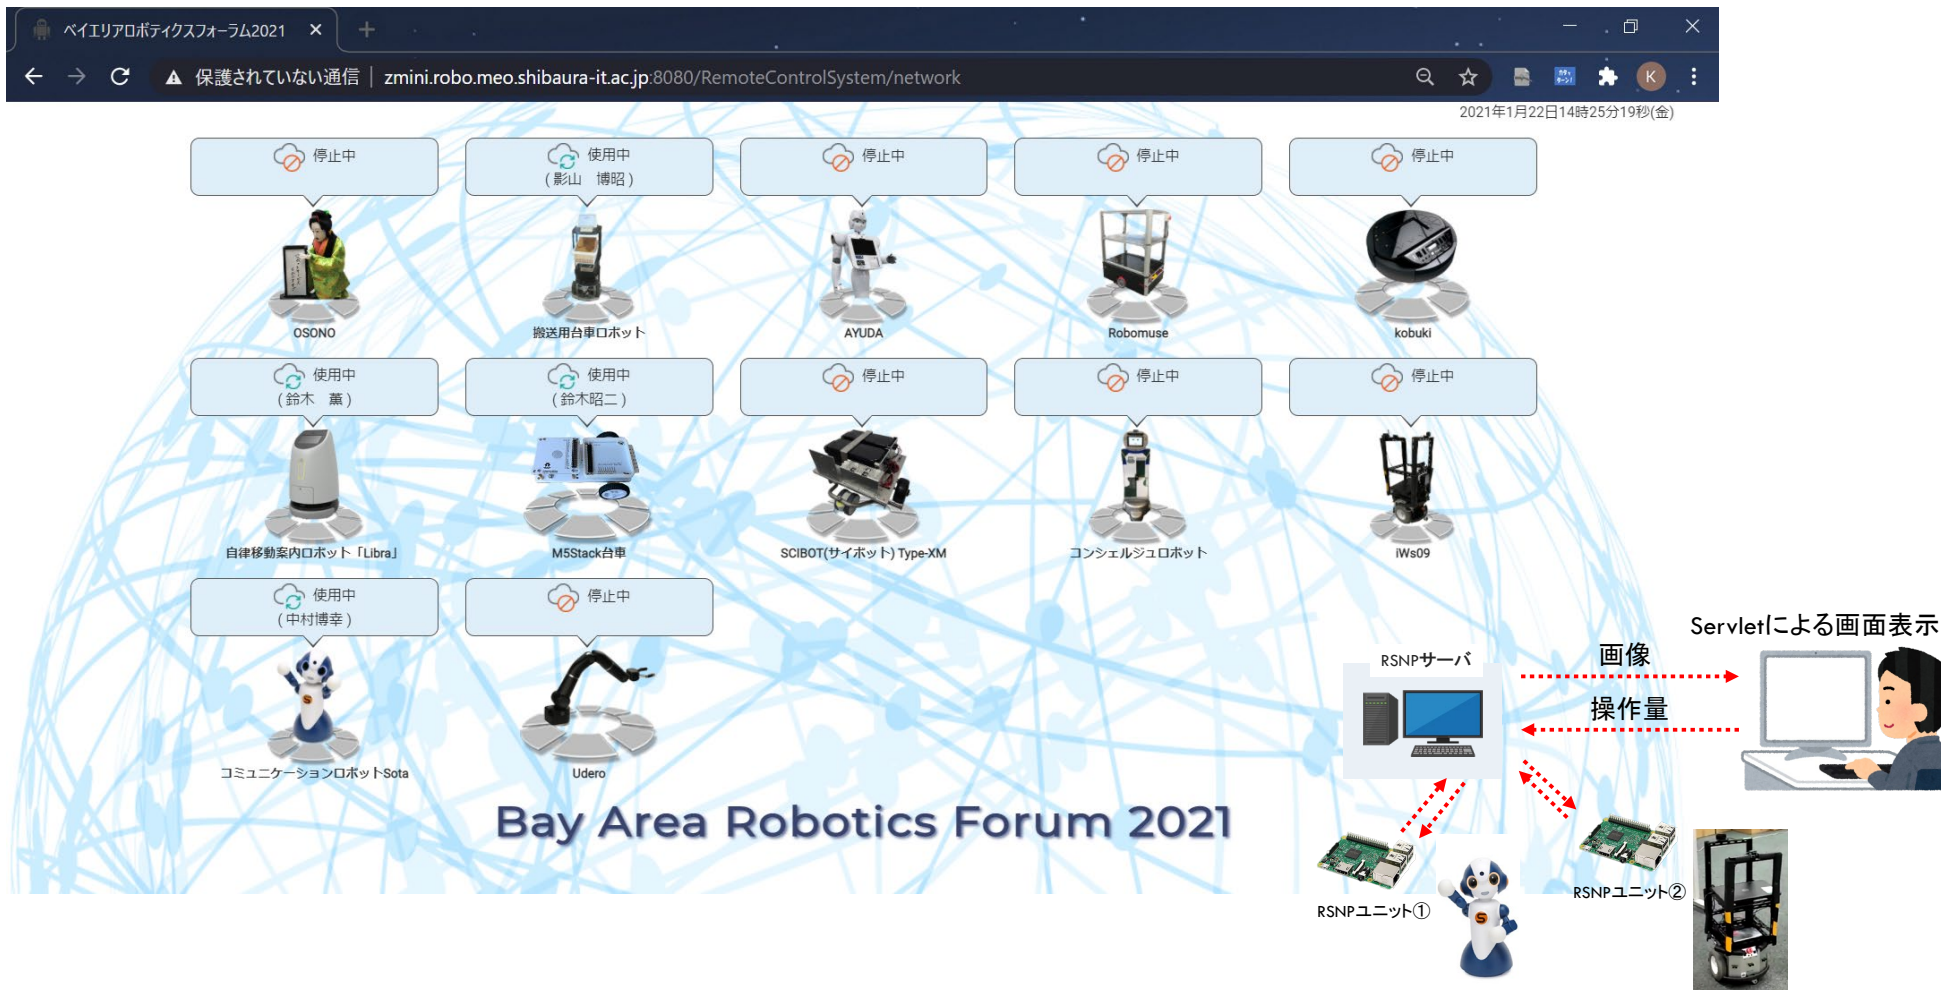 ベイエリアロボティクスフォーラム2021
保護されていない通信 | zmini.robo.meo.shibaura-it.ac.jp:8080/RemoteControlSystem/network
K
2021年1月22日14時25分19秒(金)
停止中
使用中
(影山 博昭)
停止中
停止中
停止中
OSONO
搬送用台車ロボット
AYUDA
Robomuse
kobuki
使用中
(鈴木 薫)
使用中
(鈴木昭二)
停止中
停止中
停止中
自律移動案内ロボット「Libra」
M5Stack台車
SCIBOT(サイボット) Type-XM
コンシェルジュロボット
iWs09
使用中
(中村博幸)
停止中
コミュニケーションロボットSota
Udero
Bay Area Robotics Forum 2021
Servletによる画面表示
RSNPサーバ
画像
操作量
RSNPユニット①
RSNPユニット②